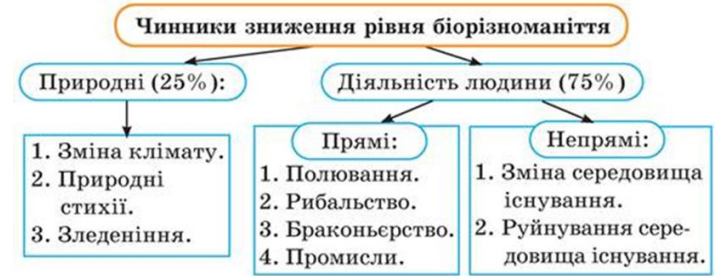 Чинники зниження рівня біорізноманіття
Природні (25%):
Діяльність людини (75%)
1. Зміна клімату.
2. Природні
стихії.
3. Зледеніння.
Прямі:
1. Полювання.
2. Рибальство.
3. Браконьєрство.
4. Промисли.
Непрямі:
1. Зміна середовища
існування.
2. Руйнування сере-
довища існування.